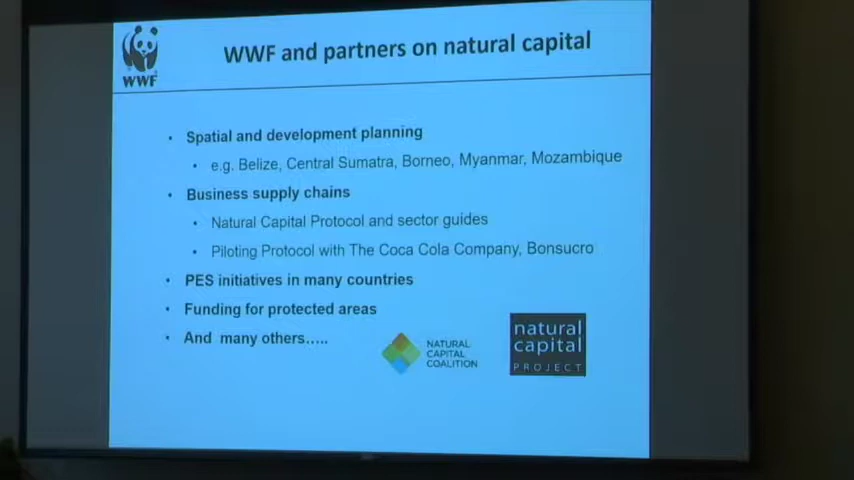 WWF
WWF and partners on natural capital
• Spatial and development planning
• e.g. Belize, Central Sumatra, Borneo, Myanmar, Mozambique
• Business supply chains
• Natural Capital Protocol and sector guides
• Piloting Protocol with The Coca Cola Company, Bonsucro
• PES initiatives in many countries
• Funding for protected areas
• And many others…..
NATURAL
CAPITAL
COALITION
natural
capital
PROJECT